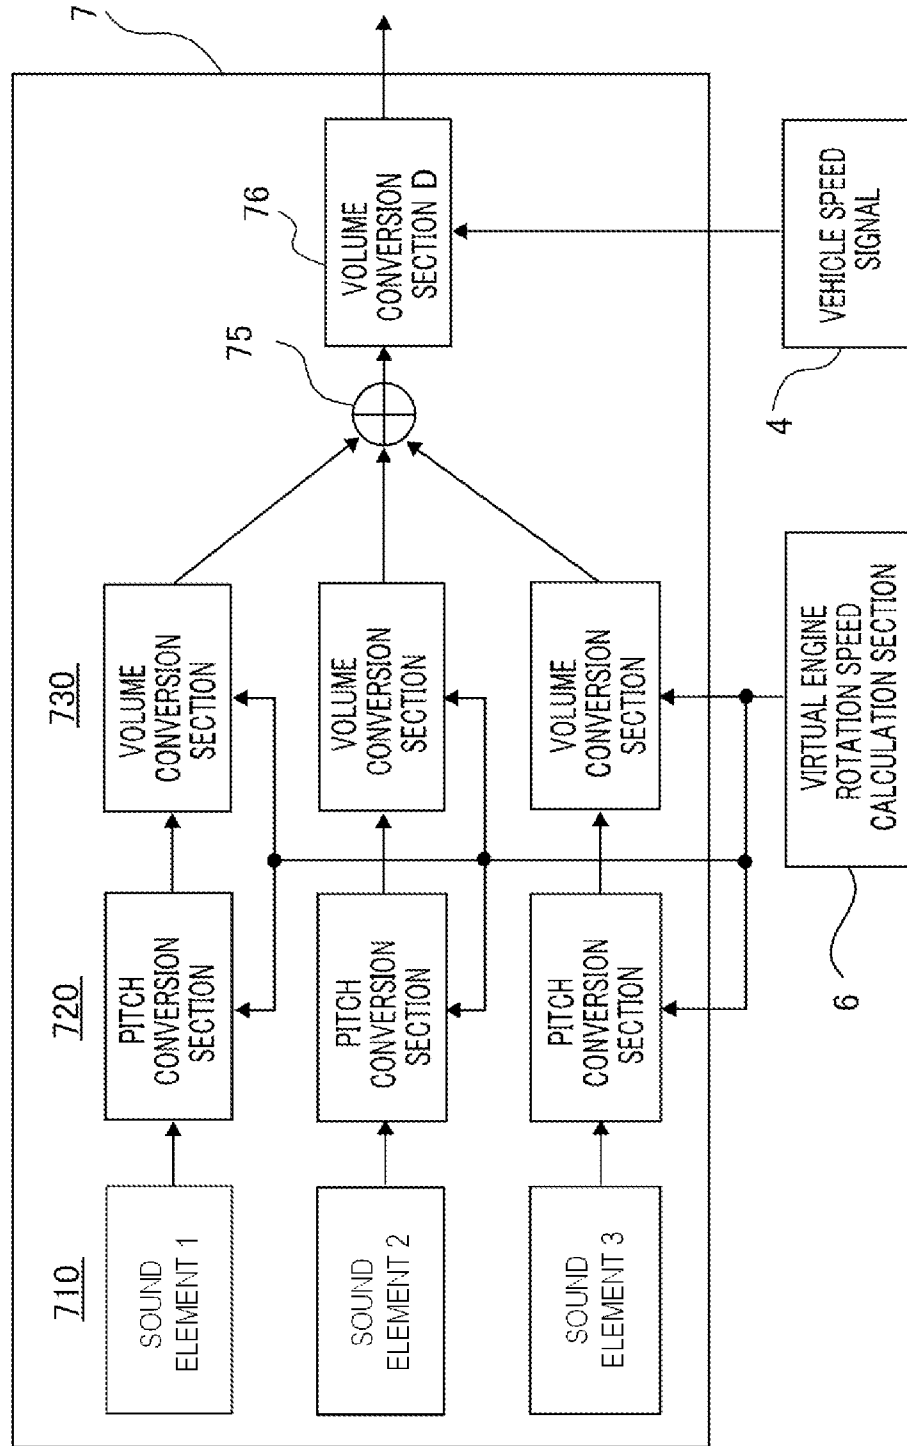 7
710
720
730
SOUND
ELEMENT 1
PITCH
CONVERSION
SECTION
VOLUME
CONVERSION
SECTION
75
76
SOUND
ELEMENT 2
PITCH
CONVERSION
SECTION
VOLUME
CONVERSION
SECTION
VOLUME
CONVERSION
SECTION D
SOUND
ELEMENT 3
PITCH
CONVERSION
SECTION
VOLUME
CONVERSION
SECTION
6
VIRTUAL ENGINE
ROTATION SPEED
CALCULATION SECTION
4
VEHICLE SPEED
SIGNAL